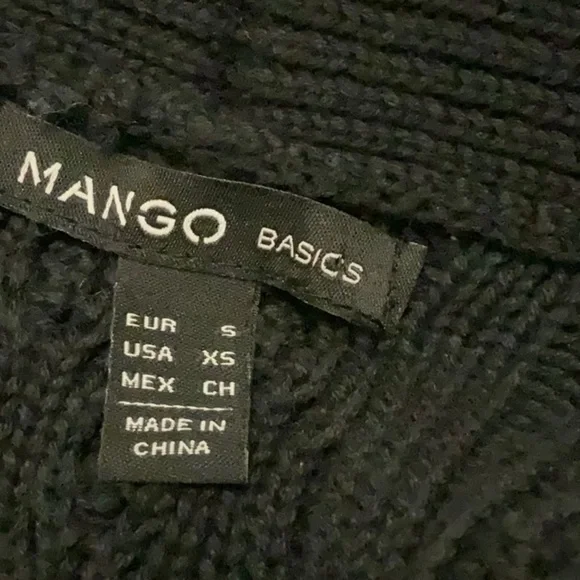 MANGO BASICS
EUR S
USA XS
MEX CH
MADE IN
CHINA